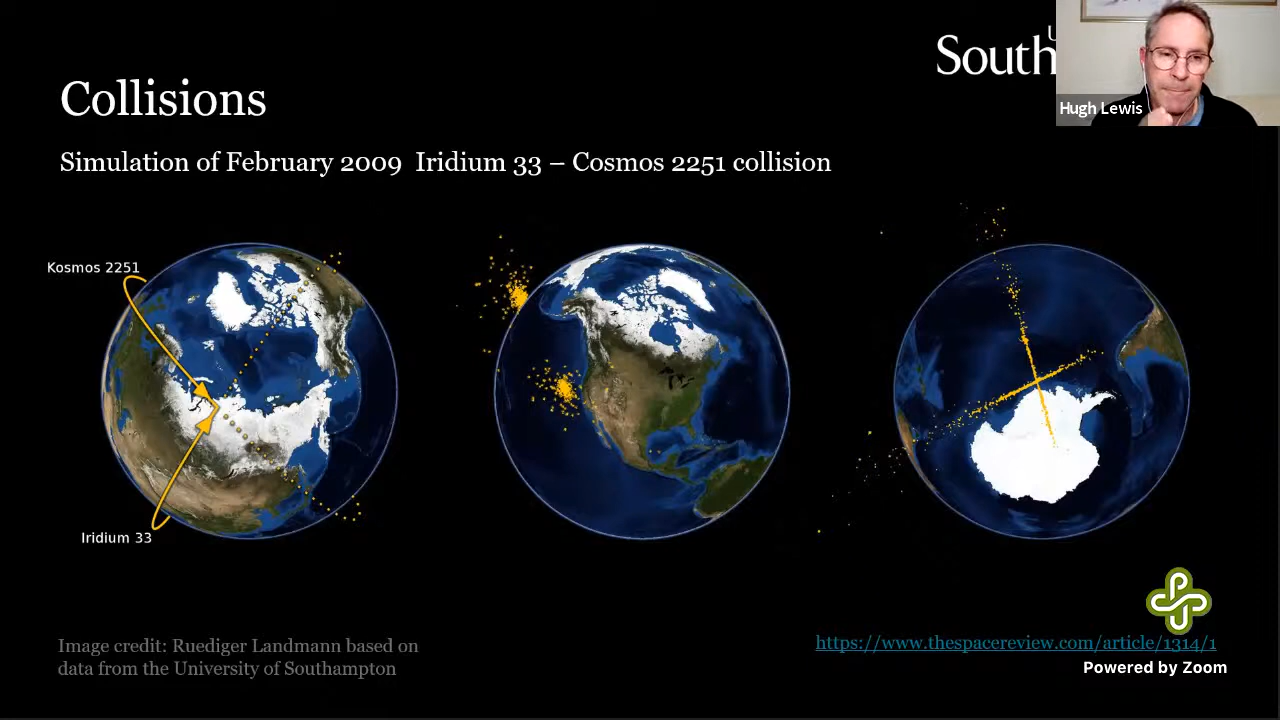 South
Hugh Lewis
Collisions
Simulation of February 2009 Iridium 33 – Cosmos 2251 collision
Kosmos 2251
Iridium 33
Image credit: Ruediger Landmann based on
data from the University of Southampton
https://www.thespacereview.com/article/1314/1
Powered by Zoom